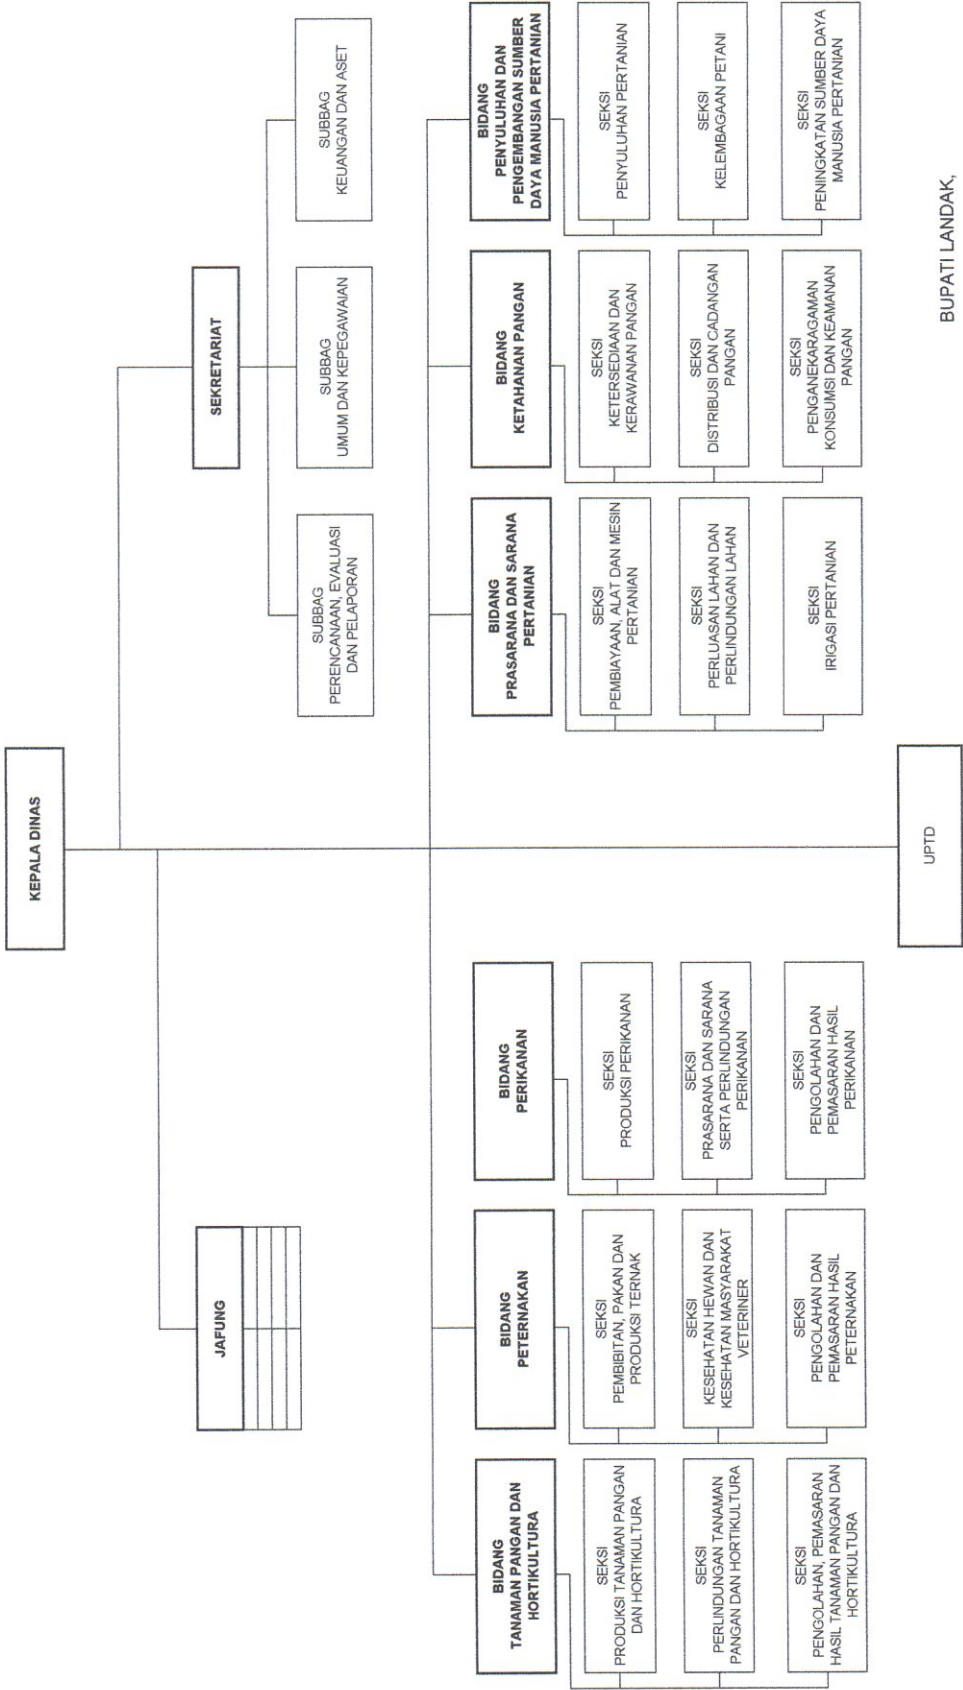 KEPALA DINAS
JAFUNG
SEKRETARIAT
SUBBAG
PERENCANAAN, EVALUASI
DAN PELAPORAN
SUBBAG
UMUM DAN KEPEGAWAIAN
SUBBAG
KEUANGAN DAN ASET
BIDANG
TANAMAN PANGAN DAN
HORTIKULTURA
SEKSI
PRODUKSI TANAMAN PANGAN
DAN HORTIKULTURA
SEKSI
PERLINDUNGAN TANAMAN
PANGAN DAN HORTIKULTURA
SEKSI
PENGOLAHAN, PEMASARAN
HASIL TANAMAN PANGAN DAN
HORTIKULTURA
BIDANG
PETERNAKAN
SEKSI
PEMBIBITAN, PAKAN DAN
PRODUKSI TERNAK
SEKSI
KESEHATAN HEWAN DAN
KESEHATAN MASYARAKAT
VETERINER
SEKSI
PENGOLAHAN DAN
PEMASARAN HASIL
PETERNAKAN
BIDANG
PERIKANAN
SEKSI
PRODUKSI PERIKANAN
SEKSI
PRASARANA DAN SARANA
SERTA PERLINDUNGAN
PERIKANAN
SEKSI
PENGOLAHAN DAN
PEMASARAN HASIL
PERIKANAN
BIDANG
PRASARANA DAN SARANA
PERTANIAN
SEKSI
PEMBIAYAAN, ALAT DAN MESIN
PERTANIAN
SEKSI
PERLUASAN LAHAN DAN
PERLINDUNGAN LAHAN
SEKSI
IRIGASI PERTANIAN
BIDANG
KETAHANAN PANGAN
SEKSI
KETERSEDIAAN DAN
KERAWANAN PANGAN
SEKSI
DISTRIBUSI DAN CADANGAN
PANGAN
SEKSI
PENGANEKARAGAMAN
KONSUMSI DAN KEAMANAN
PANGAN
BIDANG
PENYULUHAN DAN
PENGEMBANGAN SUMBER
DAYA MANUSIA PERTANIAN
SEKSI
PENYULUHAN PERTANIAN
SEKSI
KELEMBAGAAN PETANI
SEKSI
PENINGKATAN SUMBER DAYA
MANUSIA PERTANIAN
UPTD
BUPATI LANDAK,